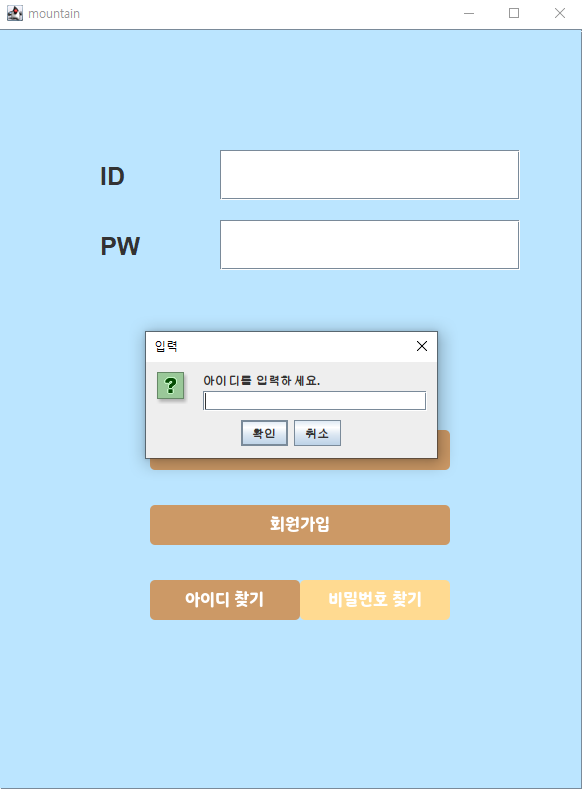 mountain
ID
PW
입력
?
아이디를 입력하세요.
확인 취소
회원가입
아이디 찾기 비밀번호 찾기